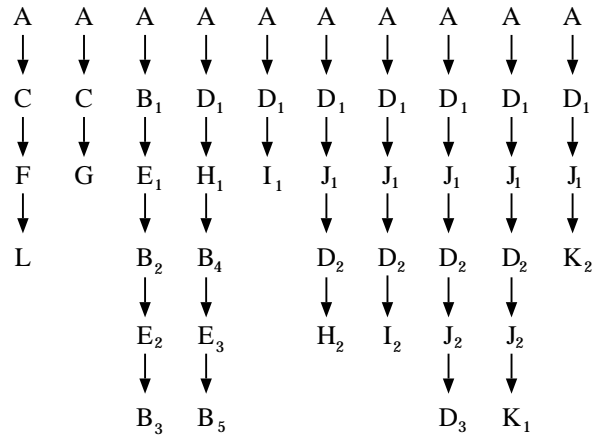 A A A A A A A A A A
C C B₁ D₁ D₁ D₁ D₁ D₁ D₁ D₁
F G E₁ H₁ I₁ J₁ J₁ J₁ J₁ J₁
L B₂ B₄ D₂ D₂ D₂ D₂ K₂
E₂ E₃ H₂ I₂ J₂ J₂
B₃ B₅ D₃ K₁